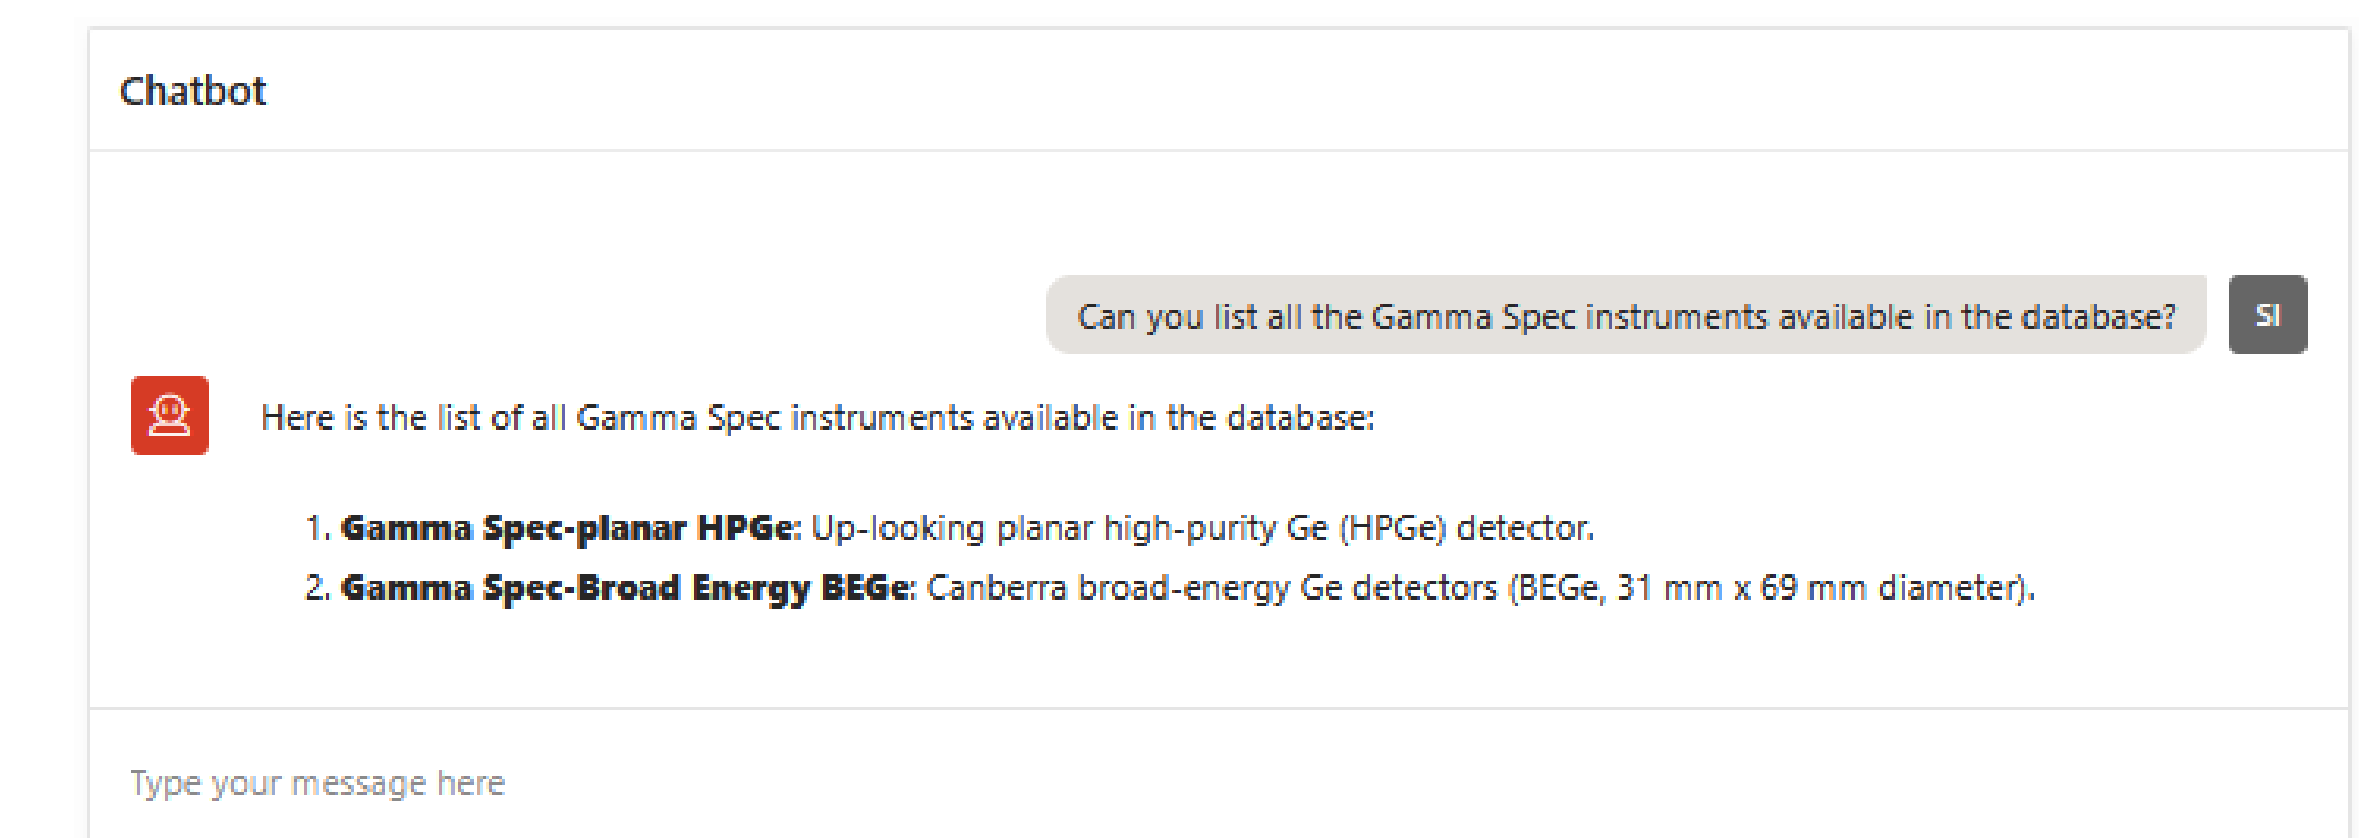 Chatbot
Can you list all the Gamma Spec instruments available in the database?
SI
Here is the list of all Gamma Spec instruments available in the database:
1. Gamma Spec-planar HPGe: Up-looking planar high-purity Ge (HPGe) detector.
2. Gamma Spec-Broad Energy BEGe: Canberra broad-energy Ge detectors (BEGe, 31 mm x 69 mm diameter).
Type your message here